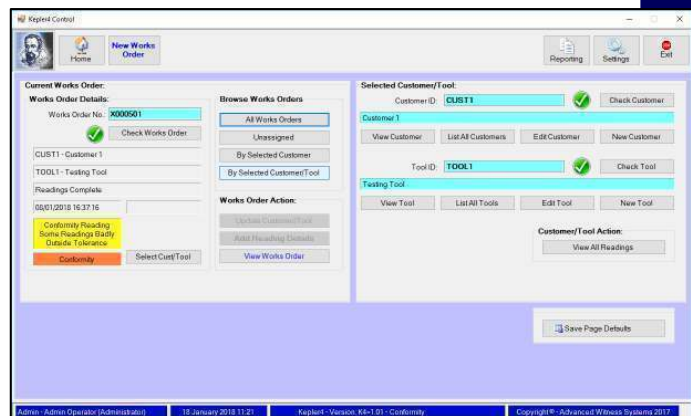 Kepler4 Control
Home
New Works
Order
Reporting
Settings
Exit
Current Works Order:
Works Order Details:
Works Order No.: X000501
Check Works Order
CUST1 - Customer 1
TOOL1 - Testing Tool
Readings Complete
08/01/2018 16:37:16
Conformity Reading
Some Readings Badly
Outside Tolerance
Conformity
Select Cust/Tool
Browse Works Orders
All Works Orders
Unassigned
By Selected Customer
By Selected Customer/Tool
Works Order Action:
Update Customer/Tool
Add Reading Details
View Works Order
Selected Customer/Tool:
Customer ID: CUST1
Check Customer
Customer 1
View Customer
List All Customers
Edit Customer
New Customer
Tool ID: TOOL1
Check Tool
Testing Tool
View Tool
List All Tools
Edit Tool
New Tool
Customer/Tool Action:
View All Readings
Save Page Defaults
Admin - Admin Operator (Administrator)
18 January 2018 11:21
Kepler4 - Version: K4=1.01 - Conformity
Copyright® - Advanced Witness Systems 2017